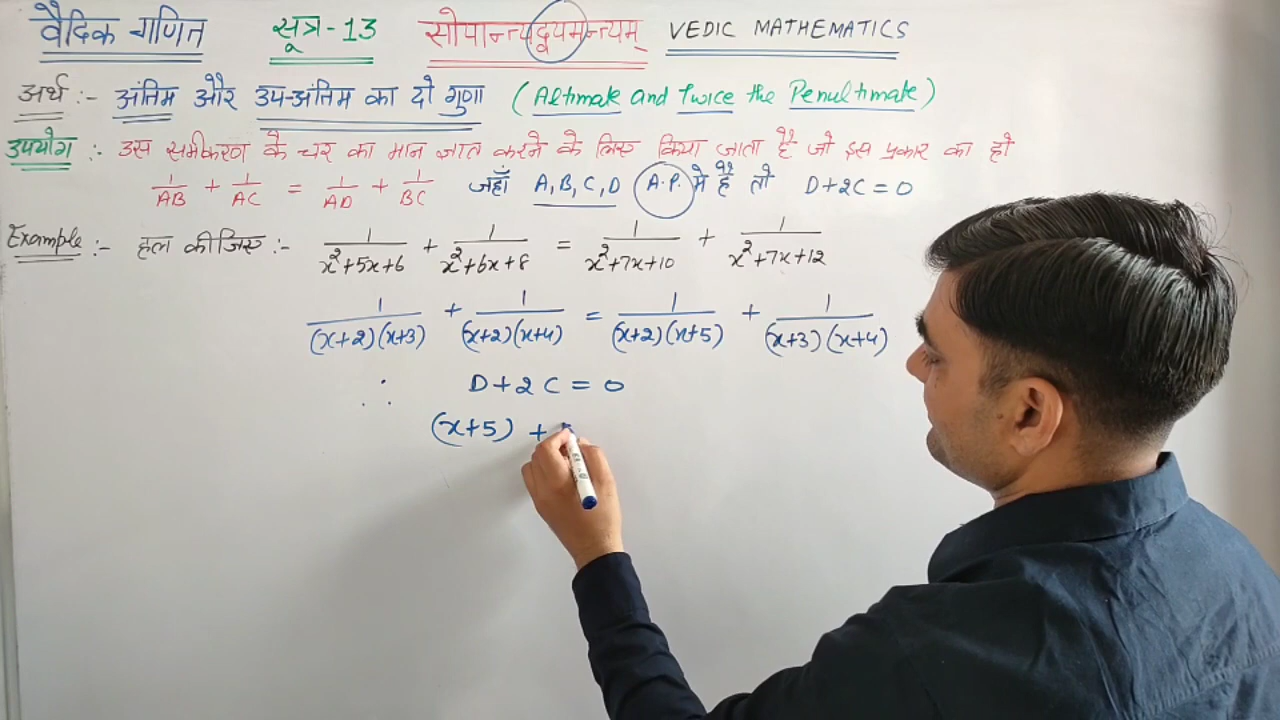 वैदिक गणित सूत्र-13 सोपान्त्यद्वयमन्त्यम् VEDIC MATHEMATICS
अर्थ :- अंतिम और उप-अंतिम का दो गुणा (Altimate and Twice the Penultimate)
उपयोग :- उस समीकरण के चर का मान ज्ञात करने के लिए किया जाता है जो इस प्रकार का हो
1/AB + 1/AC = 1/AD + 1/BC जहाँ A, B, C, D A.P. में है तो D+2C = 0
Example :- हल कीजिए :- 1/x²+5x+6 + 1/x²+6x+8 = 1/x²+7x+10 + 1/x²+7x+12
1/(x+2)(x+3) + 1/(x+2)(x+4) = 1/(x+2)(x+5) + 1/(x+3)(x+4)
∴ D+2C = 0
(x+5) +